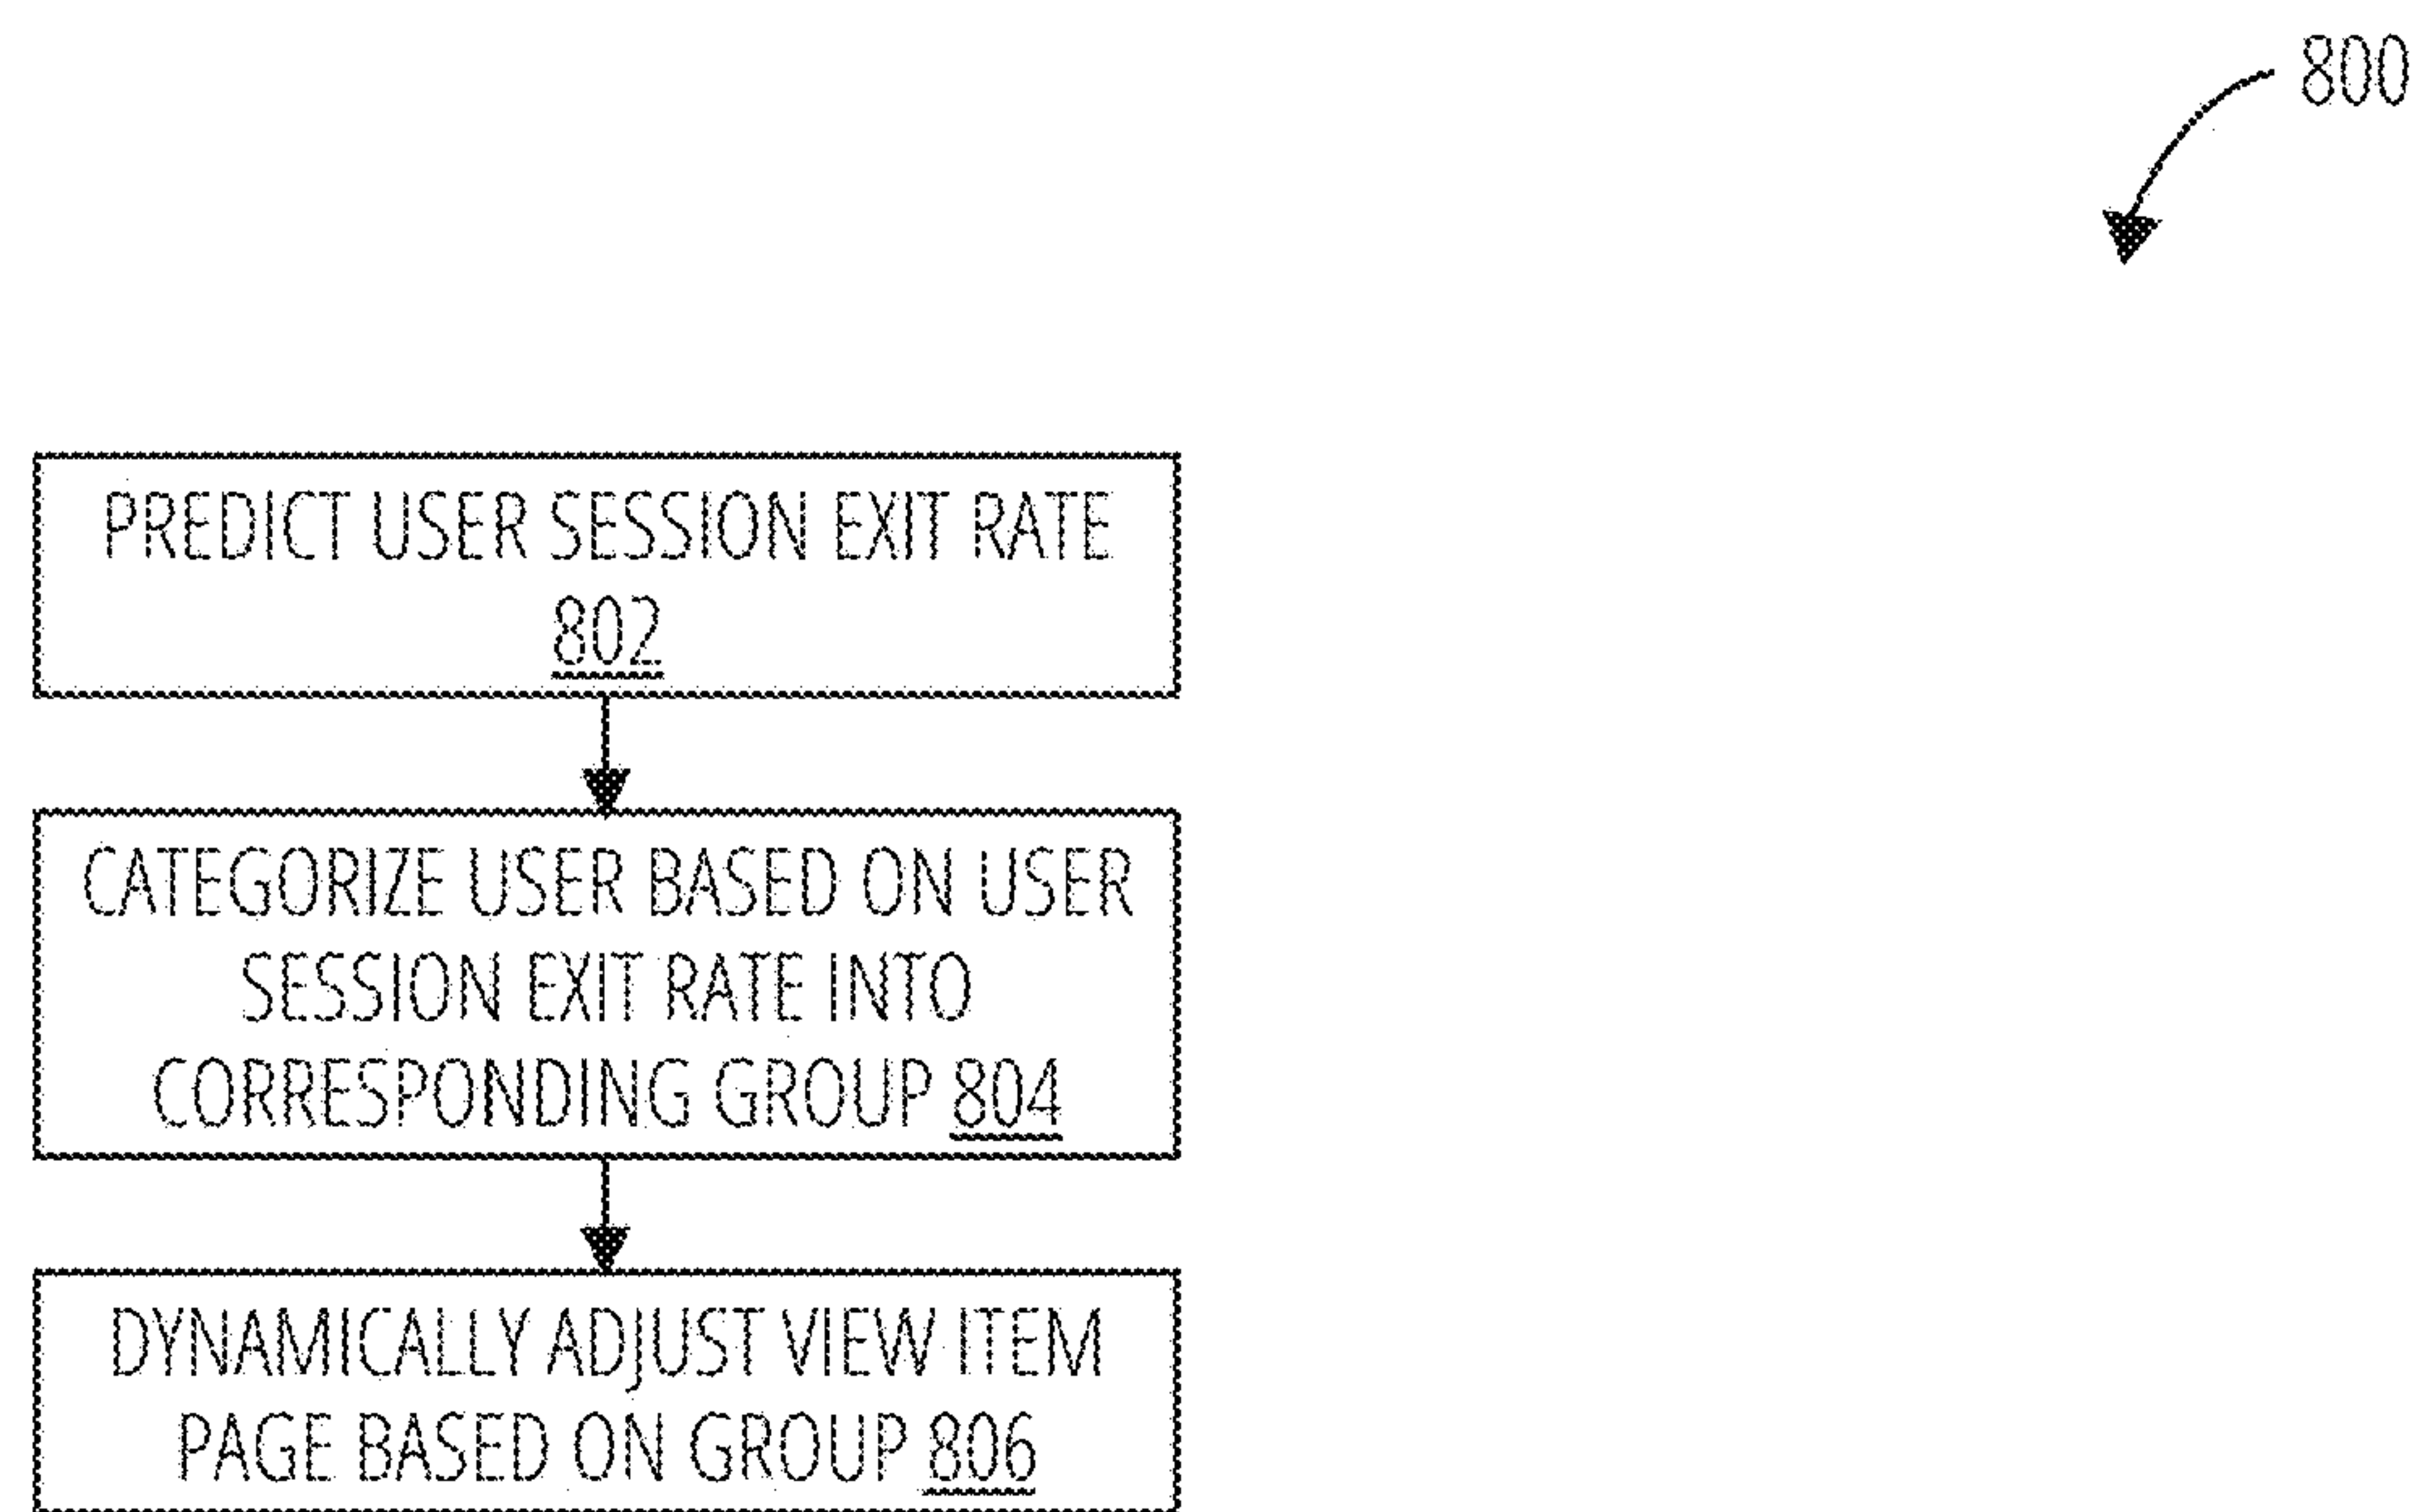 800
PREDICT USER SESSION EXIT RATE
802
CATEGORIZE USER BASED ON USER
SESSION EXIT RATE INTO
CORRESPONDING GROUP 804
DYNAMICALLY ADJUST VIEW ITEM
PAGE BASED ON GROUP 806